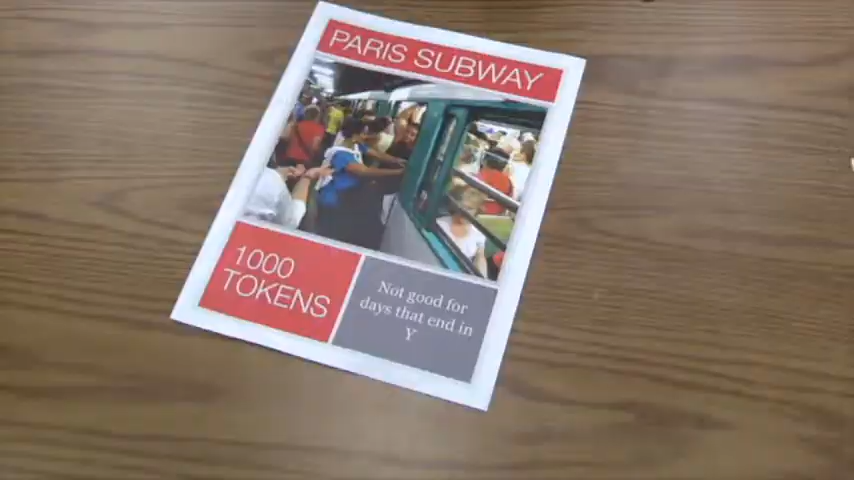 PARIS SUBWAY
1000
TOKENS
Not good for
days that end in
Y